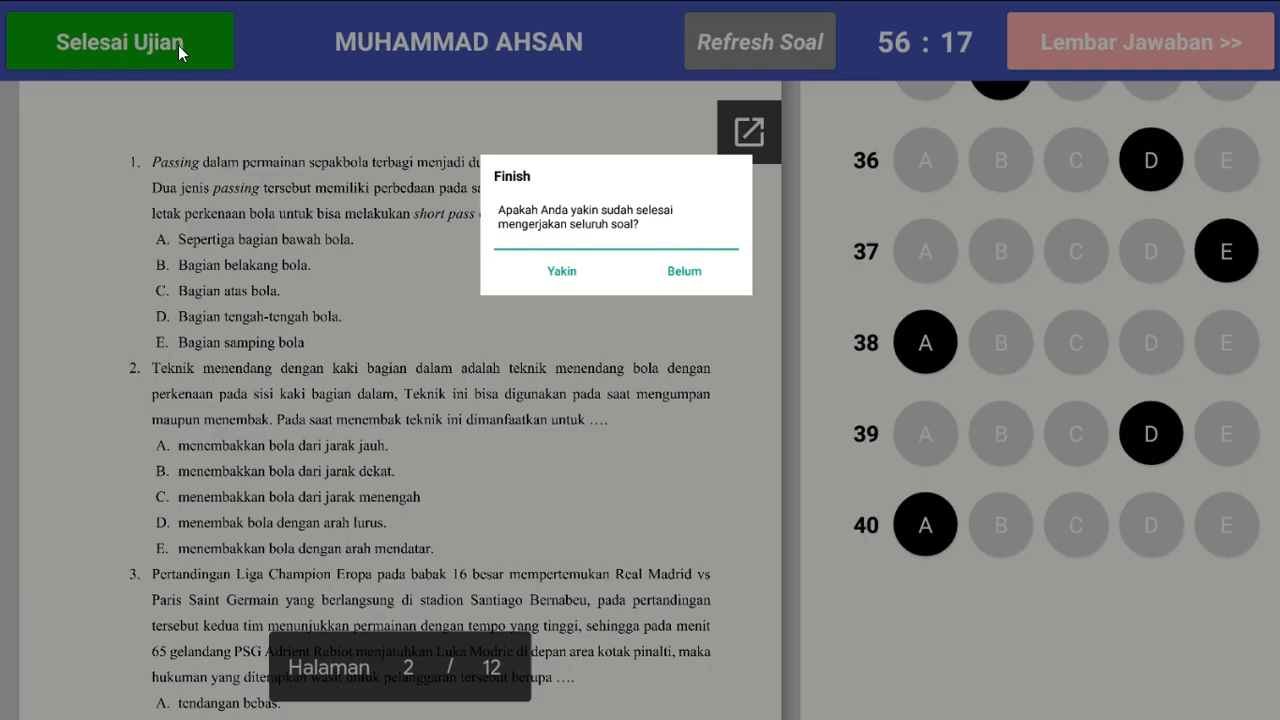 Selesai Ujian
MUHAMMAD AHSAN
Refresh Soal
56 : 17
Lembar Jawaban >>
1. Passing dalam permainan sepakbola terbagi menjadi
Dua jenis passing tersebut memiliki perbedaan pada
letak perkenaan bola untuk bisa melakukan short pass
A. Sepertiga bagian bawah bola.
B. Bagian belakang bola.
C. Bagian atas bola.
D. Bagian tengah-tengah bola.
E. Bagian samping bola
2. Teknik menendang dengan kaki bagian dalam adalah teknik menendang bola dengan
perkenaan pada sisi kaki bagian dalam, Teknik ini bisa digunakan pada saat mengumpan
maupun menembak. Pada saat menembak teknik ini dimanfaatkan untuk ….
A. menembakkan bola dari jarak jauh.
B. menembakkan bola dari jarak dekat.
C. menembakkan bola dari jarak menengah
D. menembak bola dengan arah lurus.
E. menembakkan bola dengan arah mendatar.
3. Pertandingan Liga Champion Eropa pada babak 16 besar mempertemukan Real Madrid vs
Paris Saint Germain yang berlangsung di stadion Santiago Bernabeu, pada pertandingan
tersebut kedua tim menunjukkan permainan dengan tempo yang tinggi, sehingga pada menit
65 gelandang PSG Adrient Rabiot menjatuhkan Luka Modric di depan area kotak pinalti, maka
hukuman yang diterapkan wasit untuk pelanggaran tersebut berupa ….
A. tendangan bebas.
Halaman 2 / 12
Finish
Apakah Anda yakin sudah selesai
mengerjakan seluruh soal?
Yakin Belum
36 A B C D E
37 A B C D E
38 A B C D E
39 A B C D E
40 A B C D E